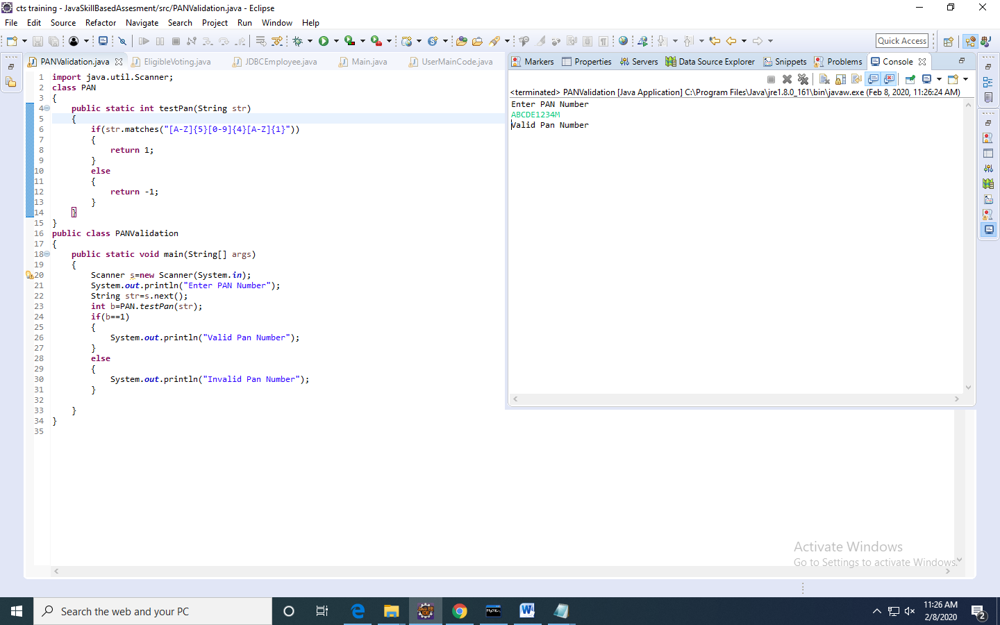 cts training - JavaSkillBasedAssesment/src/PANValidation.java - Eclipse
File Edit Source Refactor Navigate Search Project Run Window Help
Quick Access
PANValidation.java EligibleVoting.java JDBCEmployee.java Main.java UserMainCode.java
1 import java.util.Scanner;
2 class PAN
3 {
4 public static int testPan(String str)
5 {
6 if(str.matches("[A-Z]{5}[0-9]{4}[A-Z]{1}"))
7 {
8 return 1;
9 }
10 else
11 {
12 return -1;
13 }
14 }
15 }
16 public class PANValidation
17 {
18 public static void main(String[] args)
19 {
20 Scanner s=new Scanner(System.in);
21 System.out.println("Enter PAN Number");
22 String str=s.next();
23 int b=PAN.testPan(str);
24 if(b==1)
25 {
26 System.out.println("Valid Pan Number");
27 }
28 else
29 {
30 System.out.println("Invalid Pan Number");
31 }
32
33 }
34 }
35
Markers Properties Servers Data Source Explorer Snippets Problems Console
<terminated> PANValidation [Java Application] C:\Program Files\Java\jre1.8.0_161\bin\javaw.exe (Feb 8, 2020, 11:26:24 AM)
Enter PAN Number
ABCDE1234M
Valid Pan Number
Activate Windows
Go to Settings to activate Windows.
Search the web and your PC
11:26 AM
2/8/2020
2